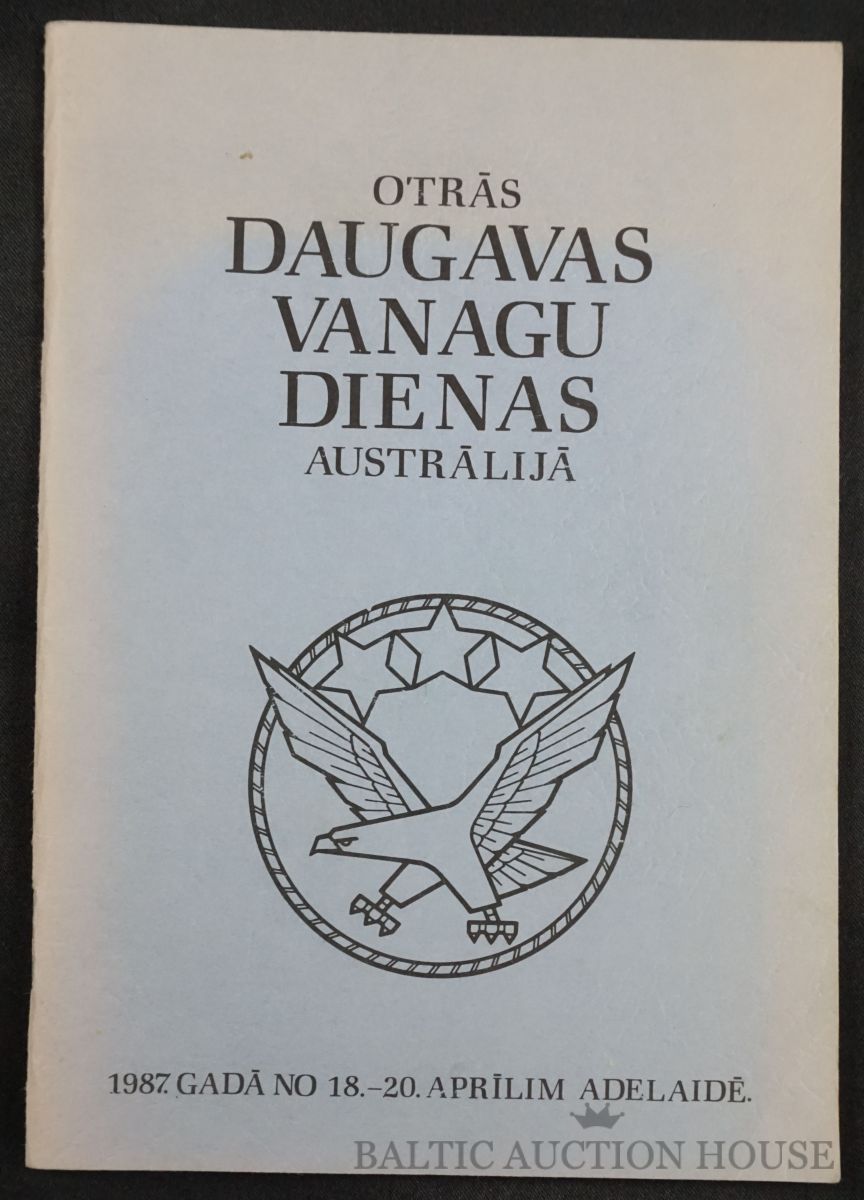 OTRĀS
DAUGAVAS
VANAGU
DIENAS
AUSTRĀLIJĀ
1987. GADĀ NO 18.–20. APRĪLIM ADELAIDĒ.
BALTIC AUCTION HOUSE